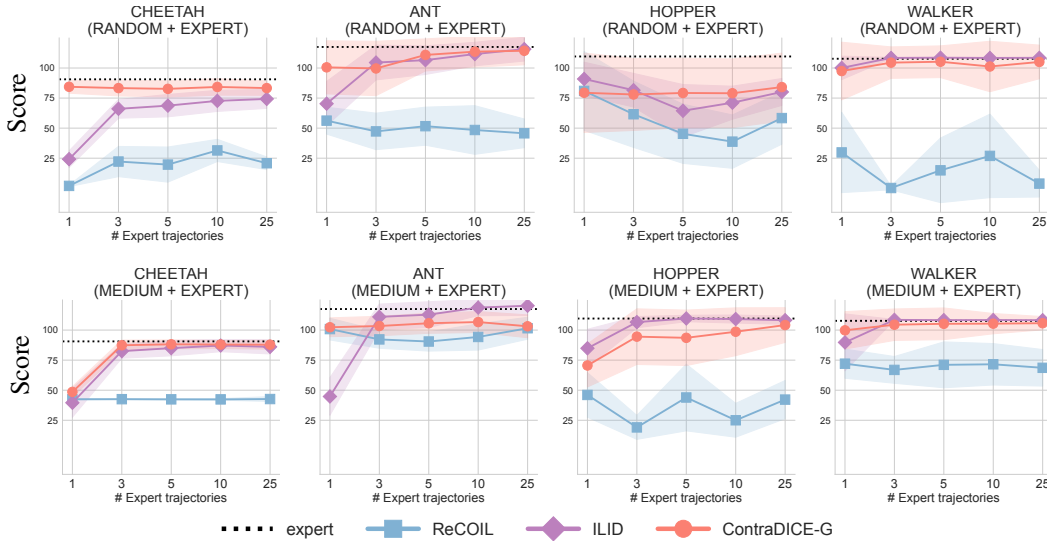 CHEETAH
(RANDOM + EXPERT)
ANT
(RANDOM + EXPERT)
HOPPER
(RANDOM + EXPERT)
WALKER
(RANDOM + EXPERT)
Score
100
75
50
25
100
75
50
25
100
75
50
25
100
75
50
25
1 3 5 10 25
1 3 5 10 25
1 3 5 10 25
1 3 5 10 25
# Expert trajectories
# Expert trajectories
# Expert trajectories
# Expert trajectories
CHEETAH
(MEDIUM + EXPERT)
ANT
(MEDIUM + EXPERT)
HOPPER
(MEDIUM + EXPERT)
WALKER
(MEDIUM + EXPERT)
Score
100
75
50
25
100
75
50
25
100
75
50
25
100
75
50
25
1 3 5 10 25
1 3 5 10 25
1 3 5 10 25
1 3 5 10 25
# Expert trajectories
# Expert trajectories
# Expert trajectories
# Expert trajectories
expert ReCOIL ILID ContraDICE-G